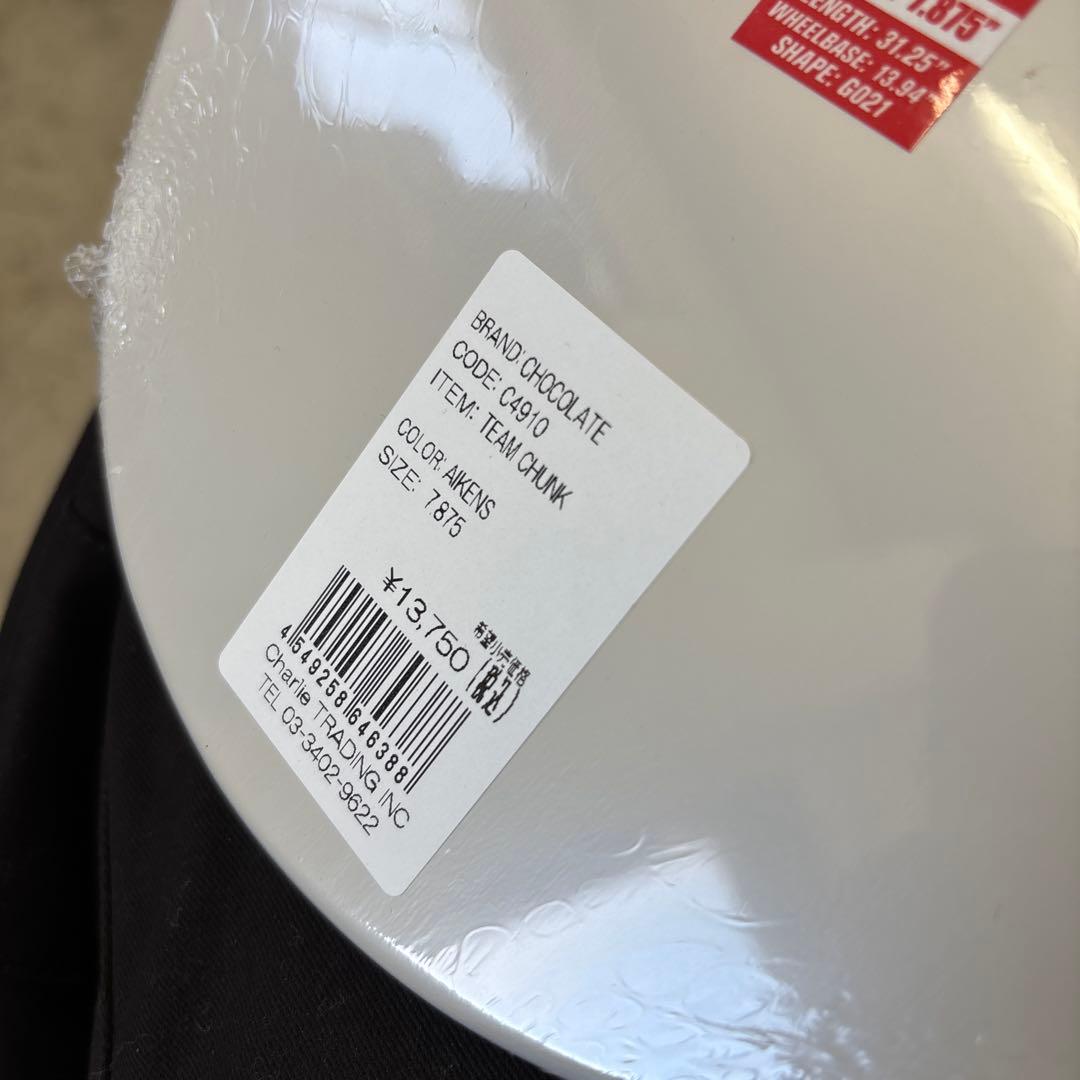 7.875"
LENGTH: 31.25"
WHEELBASE: 13.94"
SHAPE: G021
BRAND: CHOCOLATE
CODE: C4910
ITEM: TEAM CHUNK
COLOR: AIKENS
SIZE: 7.875
希望小売価格
¥13,750 (税込)
4549258646388
Charlie TRADING INC
TEL 03-3402-9622